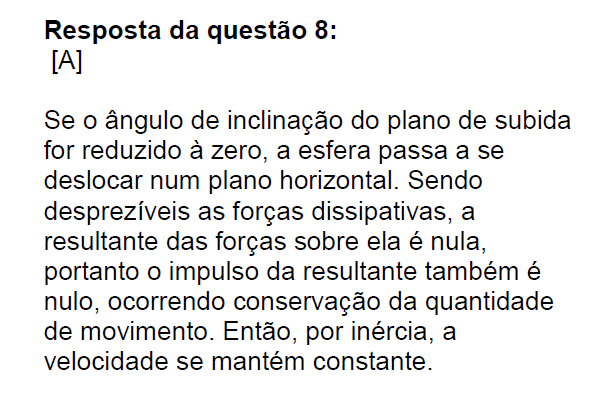 Resposta da questão 8:
[A]
Se o ângulo de inclinação do plano de subida
for reduzido à zero, a esfera passa a se
deslocar num plano horizontal. Sendo
desprezíveis as forças dissipativas, a
resultante das forças sobre ela é nula,
portanto o impulso da resultante também é
nulo, ocorrendo conservação da quantidade
de movimento. Então, por inércia, a
velocidade se mantém constante.